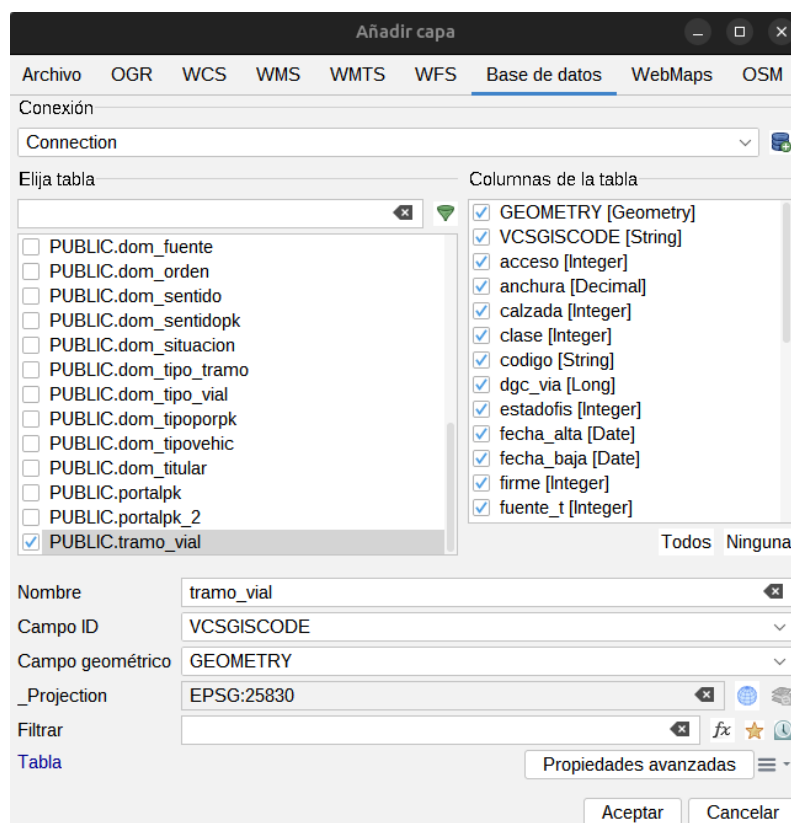 Añadir capa
Archivo OGR WCS WMS WMTS WFS Base de datos WebMaps OSM
Conexión
Connection
Elija tabla
PUBLIC.dom_fuente
PUBLIC.dom_orden
PUBLIC.dom_sentido
PUBLIC.dom_sentidopk
PUBLIC.dom_situacion
PUBLIC.dom_tipo_tramo
PUBLIC.dom_tipo_vial
PUBLIC.dom_tipoporpk
PUBLIC.dom_tipovehic
PUBLIC.dom_titular
PUBLIC.portalpk
PUBLIC.portalpk_2
PUBLIC.tramo_vial
Columnas de la tabla
GEOMETRY [Geometry]
VCSGISCODE [String]
acceso [Integer]
anchura [Decimal]
calzada [Integer]
clase [Integer]
codigo [String]
dgc_via [Long]
estadofis [Integer]
fecha_alta [Date]
fecha_baja [Date]
firme [Integer]
fuente_t [Integer]
Todos Ninguna
Nombre tramo_vial
Campo ID VCSGISCODE
Campo geométrico GEOMETRY
_Projection EPSG:25830
Filtrar fx
Tabla Propiedades avanzadas
Aceptar Cancelar